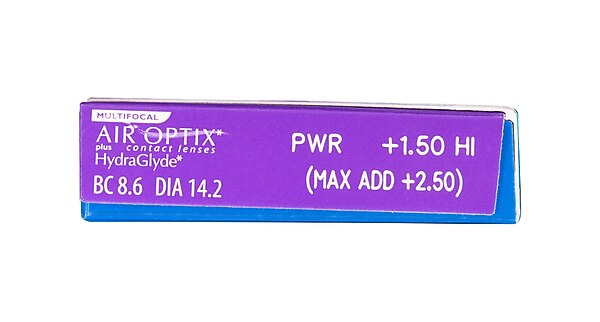 MULTIFOCAL
AIR OPTIX*
plus contact lenses
HydraGlyde*
BC 8.6 DIA 14.2
PWR +1.50 HI
(MAX ADD +2.50)